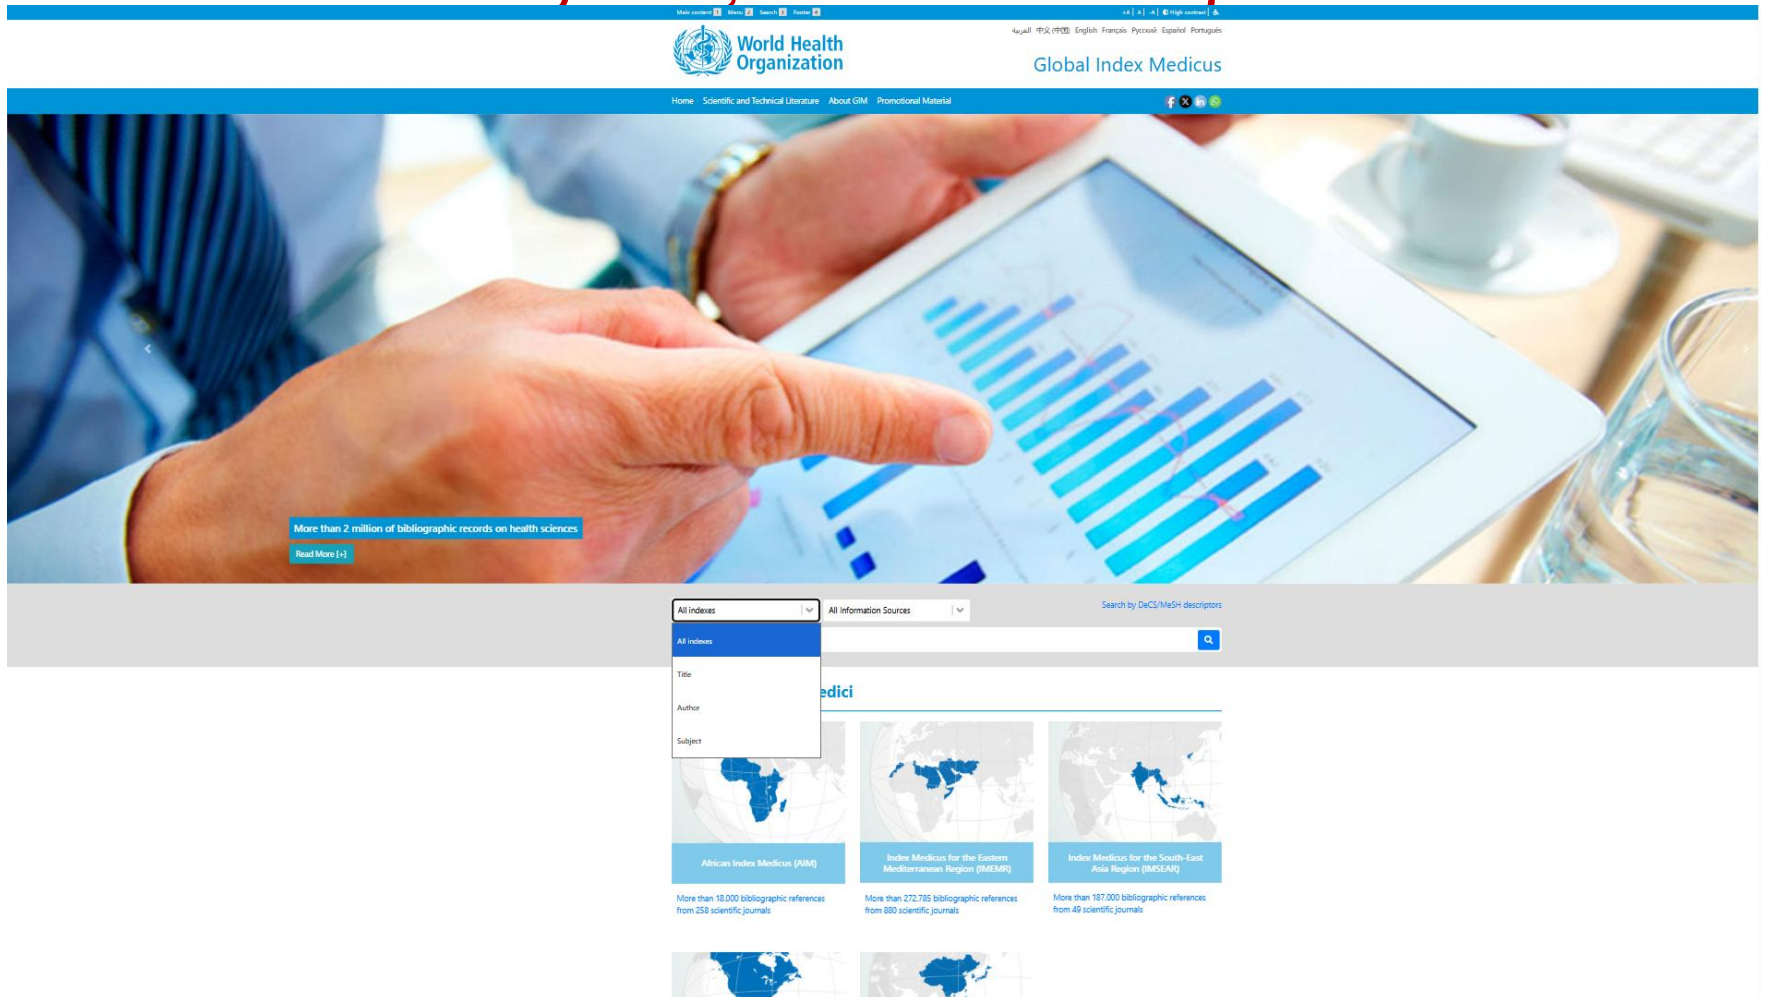 Main content 1 Menu 2 Search 3 Footer 4
+A A -A High contrast
العربية 中文 (中国) English Français Русский Español Português
World Health
Organization
Global Index Medicus
Home Scientific and Technical Literature About GIM Promotional Material
More than 2 million of bibliographic records on health sciences
Read More [+]
All indexes
All Information Sources
Search by DeCS/MeSH descriptors
All indexes
Title
Author
Subject
edici
African Index Medicus (AIM)
Index Medicus for the Eastern
Mediterranean Region (IMEMR)
Index Medicus for the South-East
Asia Region (IMSEAR)
More than 18.000 bibliographic references
from 258 scientific journals
More than 272.785 bibliographic references
from 880 scientific journals
More than 187.000 bibliographic references
from 49 scientific journals